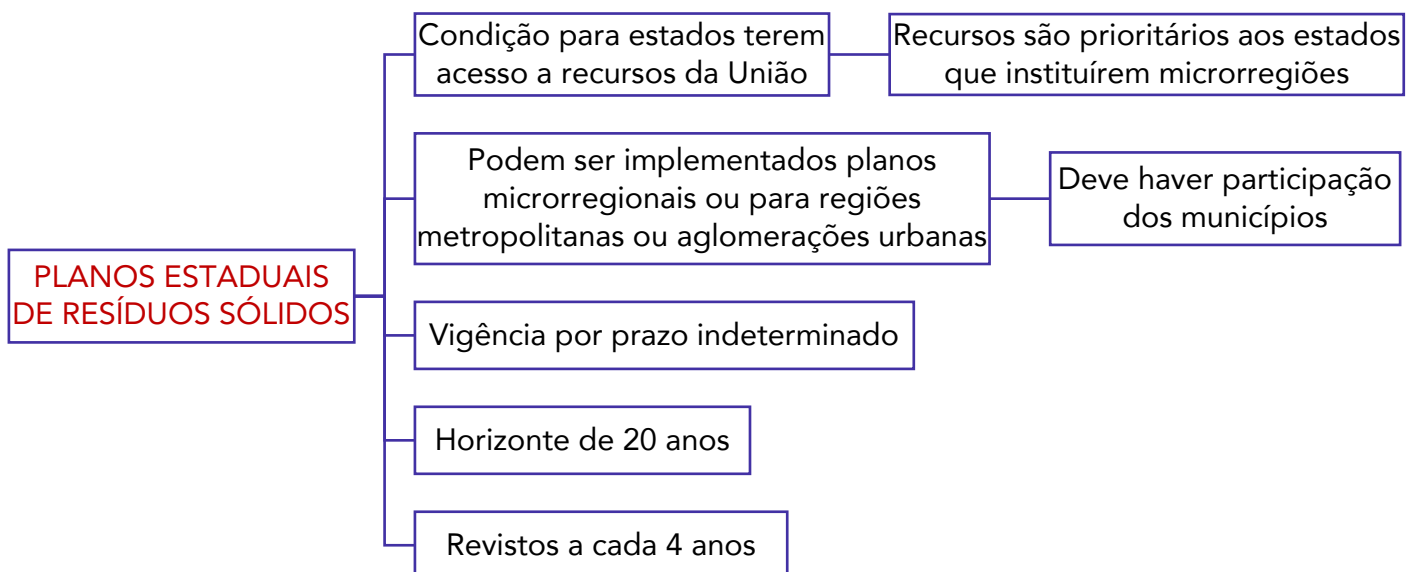 PLANOS ESTADUAIS
DE RESÍDUOS SÓLIDOS
Condição para estados terem
acesso a recursos da União
Recursos são prioritários aos estados
que instituírem microrregiões
Podem ser implementados planos
microrregionais ou para regiões
metropolitanas ou aglomerações urbanas
Deve haver participação
dos municípios
Vigência por prazo indeterminado
Horizonte de 20 anos
Revistos a cada 4 anos